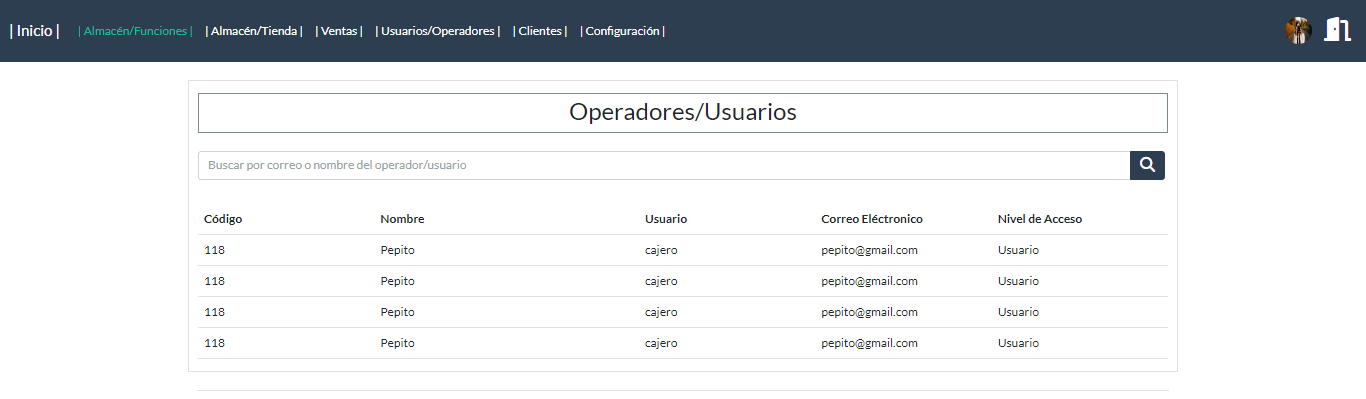 | Inicio | | Almacén/Funciones | | Almacén/Tienda | | Ventas | | Usuarios/Operadores | | Clientes | | Configuración |
Operadores/Usuarios
Buscar por correo o nombre del operador/usuario
Código Nombre Usuario Correo Eléctronico Nivel de Acceso
118 Pepito cajero pepito@gmail.com Usuario
118 Pepito cajero pepito@gmail.com Usuario
118 Pepito cajero pepito@gmail.com Usuario
118 Pepito cajero pepito@gmail.com Usuario